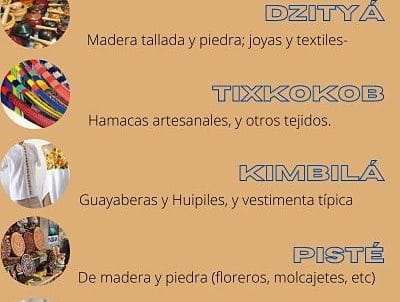 DZITYÁ
Madera tallada y piedra; joyas y textiles-
TIXKOKOB
Hamacas artesanales, y otros tejidos.
KIMBILÁ
Guayaberas y Huipiles, y vestimenta típica
PISTÉ
De madera y piedra (floreros, molcajetes, etc)